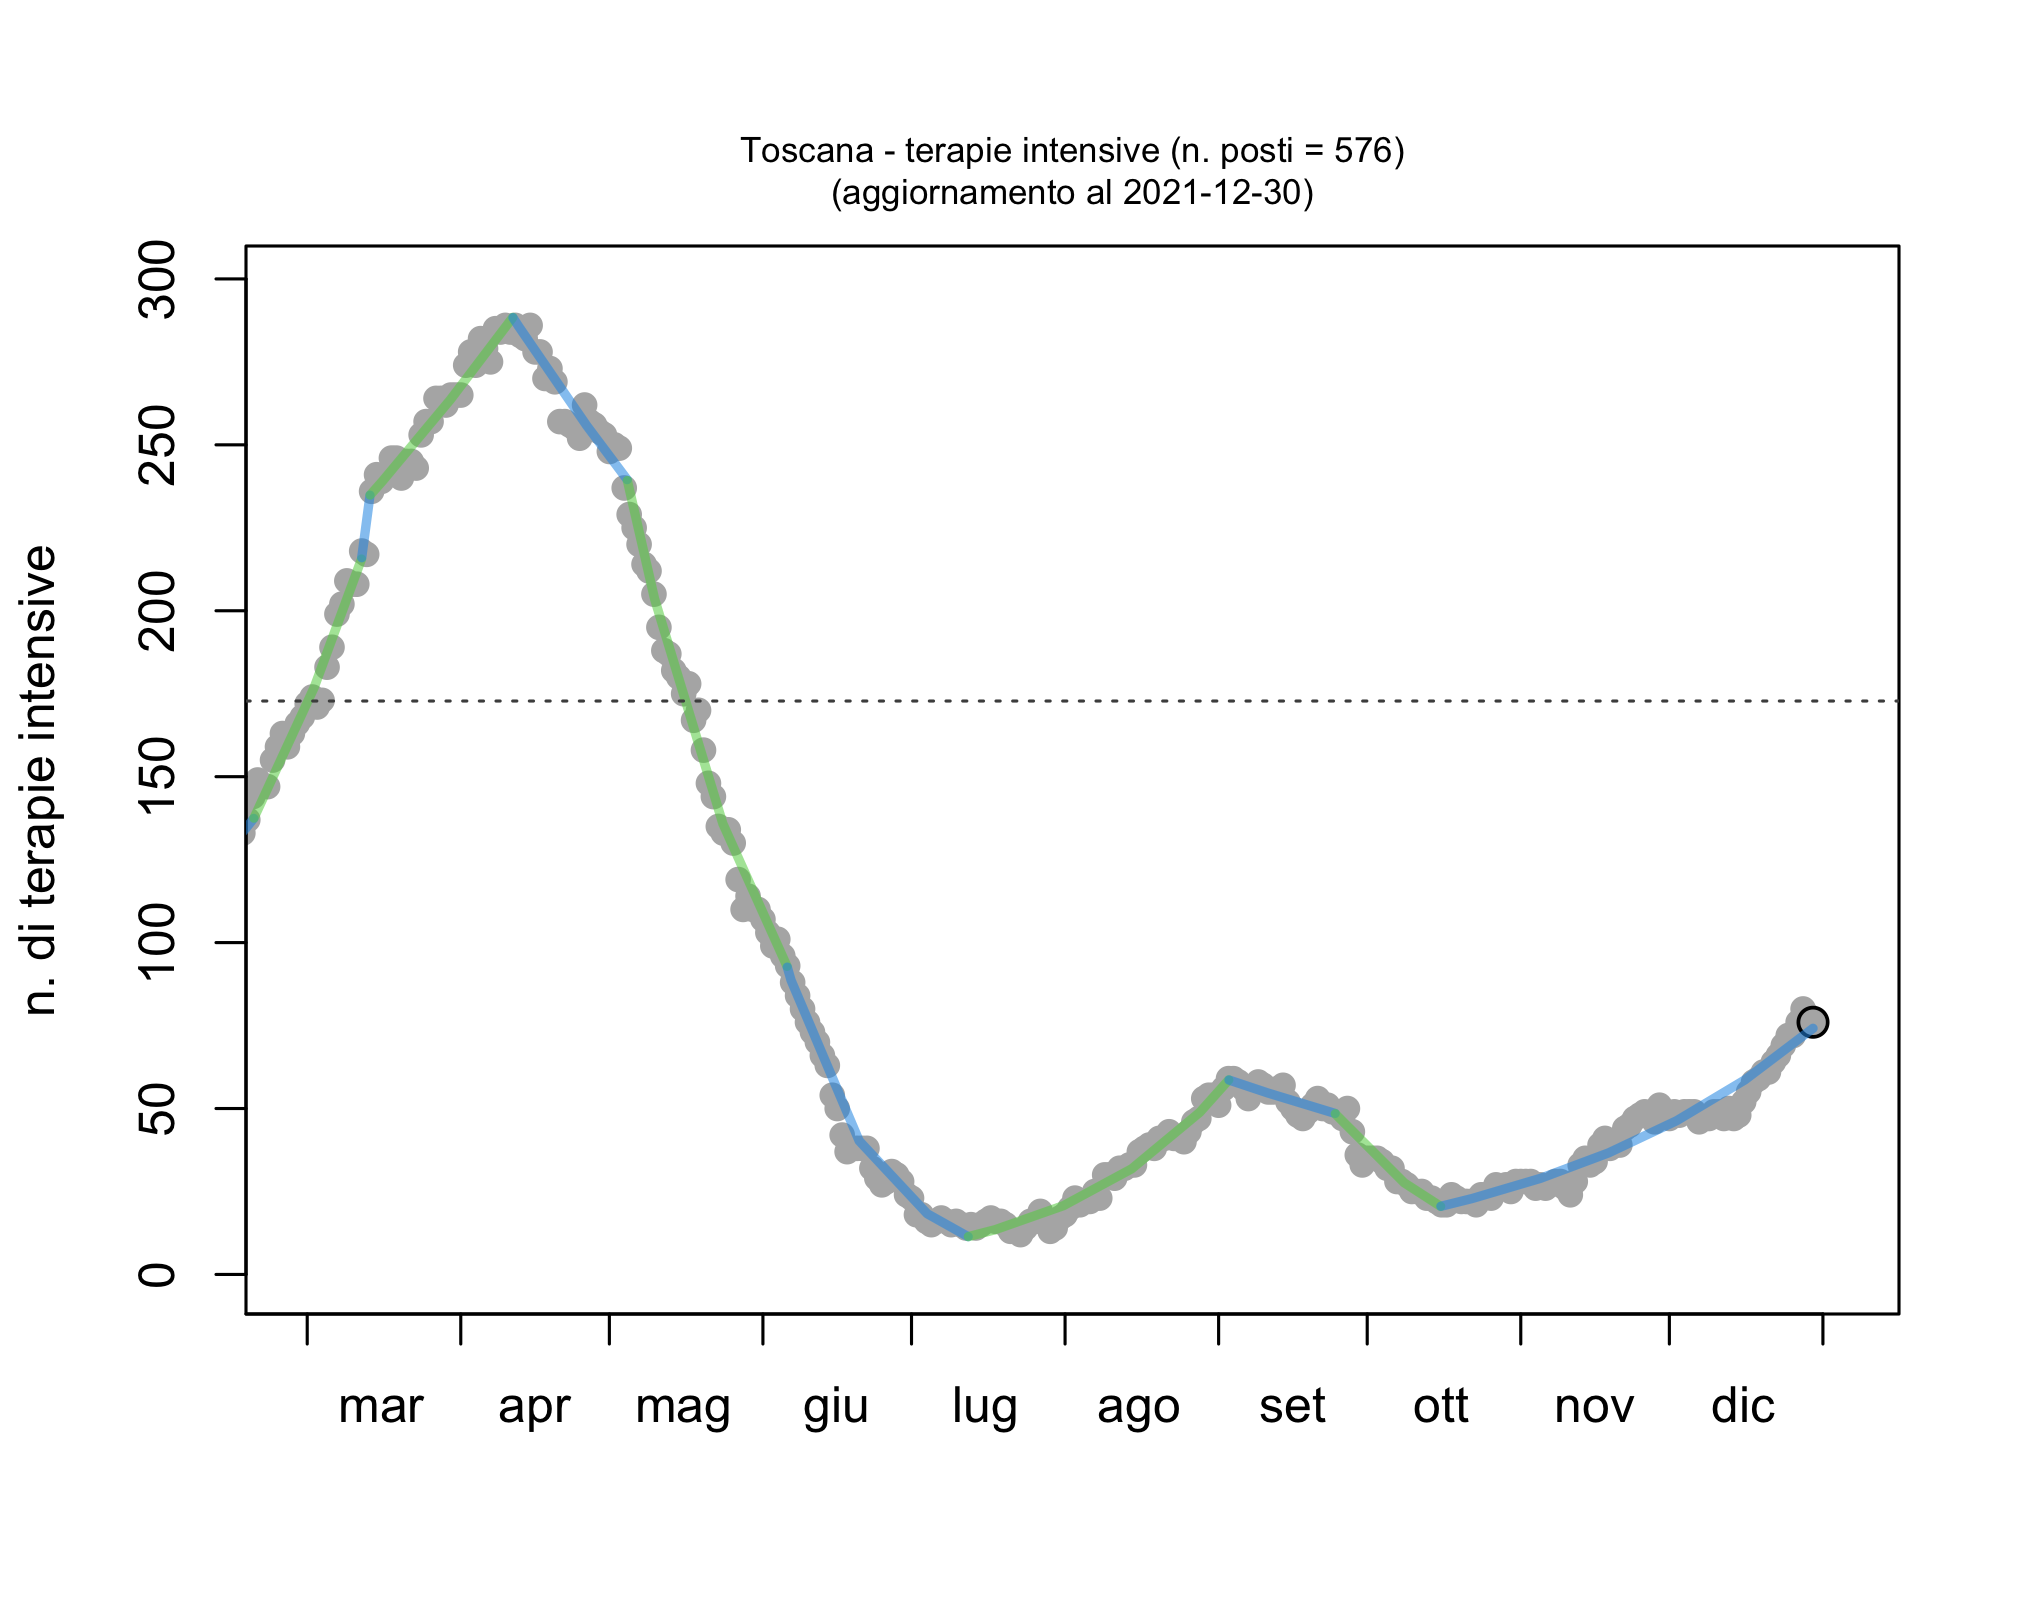 Toscana - terapie intensive (n. posti = 576)
(aggiornamento al 2021-12-30)
n. di terapie intensive
300
250
200
150
100
50
0
mar apr mag giu lug ago set ott nov dic